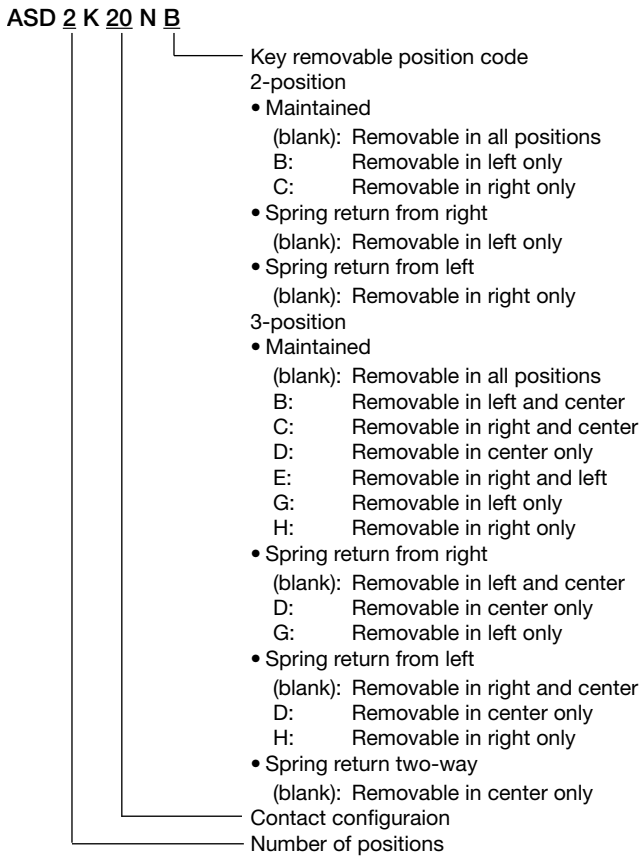 ASD 2 K 20 N B
Key removable position code
2-position
• Maintained
(blank): Removable in all positions
B: Removable in left only
C: Removable in right only
• Spring return from right
(blank): Removable in left only
• Spring return from left
(blank): Removable in right only
3-position
• Maintained
(blank): Removable in all positions
B: Removable in left and center
C: Removable in right and center
D: Removable in center only
E: Removable in right and left
G: Removable in left only
H: Removable in right only
• Spring return from right
(blank): Removable in left and center
D: Removable in center only
G: Removable in left only
• Spring return from left
(blank): Removable in right and center
D: Removable in center only
H: Removable in right only
• Spring return two-way
(blank): Removable in center only
Contact configuraion
Number of positions